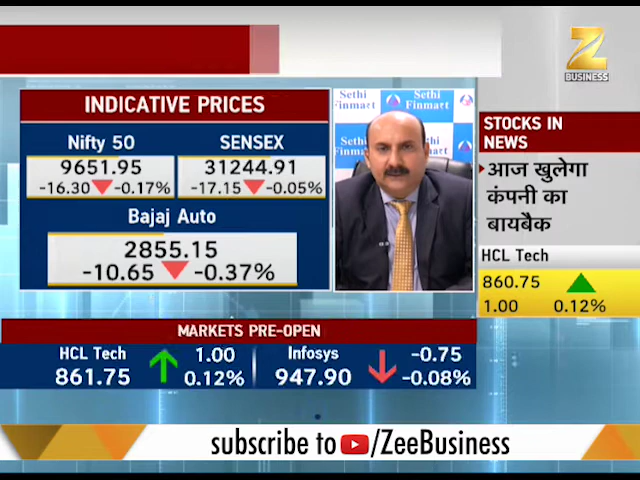 Z
BUSINESS
INDICATIVE PRICES
Nifty 50
9651.95
-16.30 -0.17%
SENSEX
31244.91
-17.15 -0.05%
Bajaj Auto
2855.15
-10.65 -0.37%
Sethi
Finmart
Sethi
Finmart
Sethi
Finm
STOCKS IN
NEWS
आज खुलेगा
कंपनी का
बायबैक
HCL Tech
860.75
1.00 0.12%
MARKETS PRE-OPEN
HCL Tech 1.00
861.75 0.12%
Infosys -0.75
947.90 -0.08%
subscribe to /ZeeBusiness